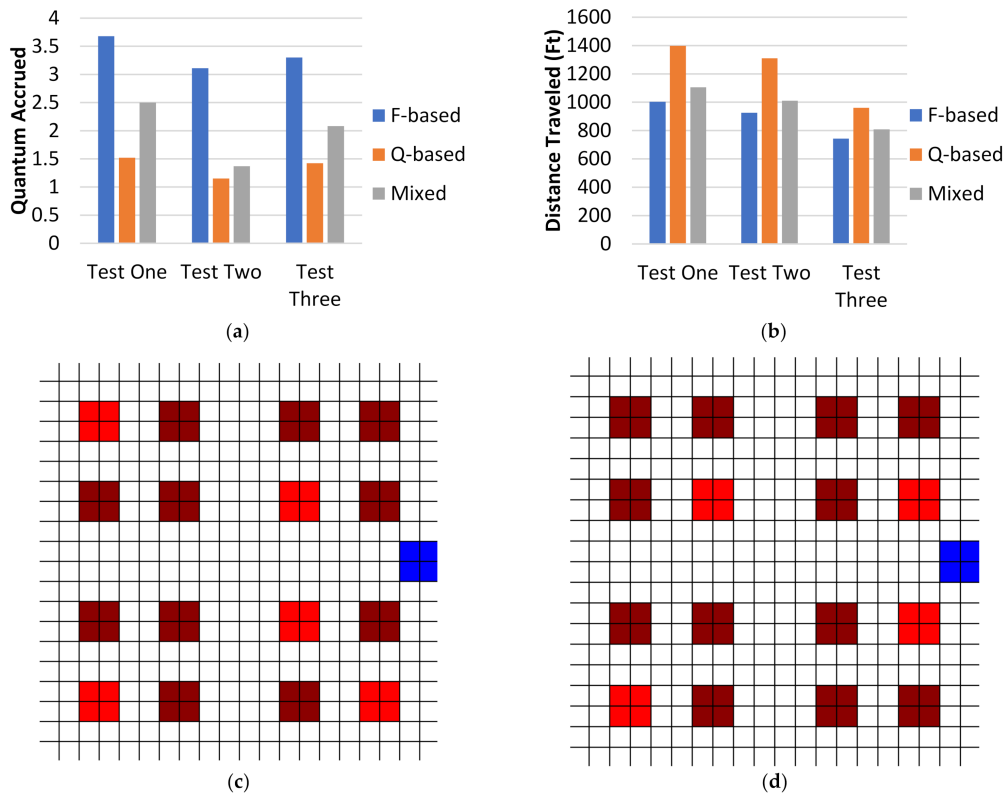 4
3.5
3
2.5
2
1.5
1
0.5
0
Quantum Accrued
Test One
Test Two
Test
Three
F-based
Q-based
Mixed
(a)
1600
1400
1200
1000
800
600
400
200
0
Distance Traveled (Ft)
Test One
Test Two
Test
Three
F-based
Q-based
Mixed
(b)
(c)
(d)